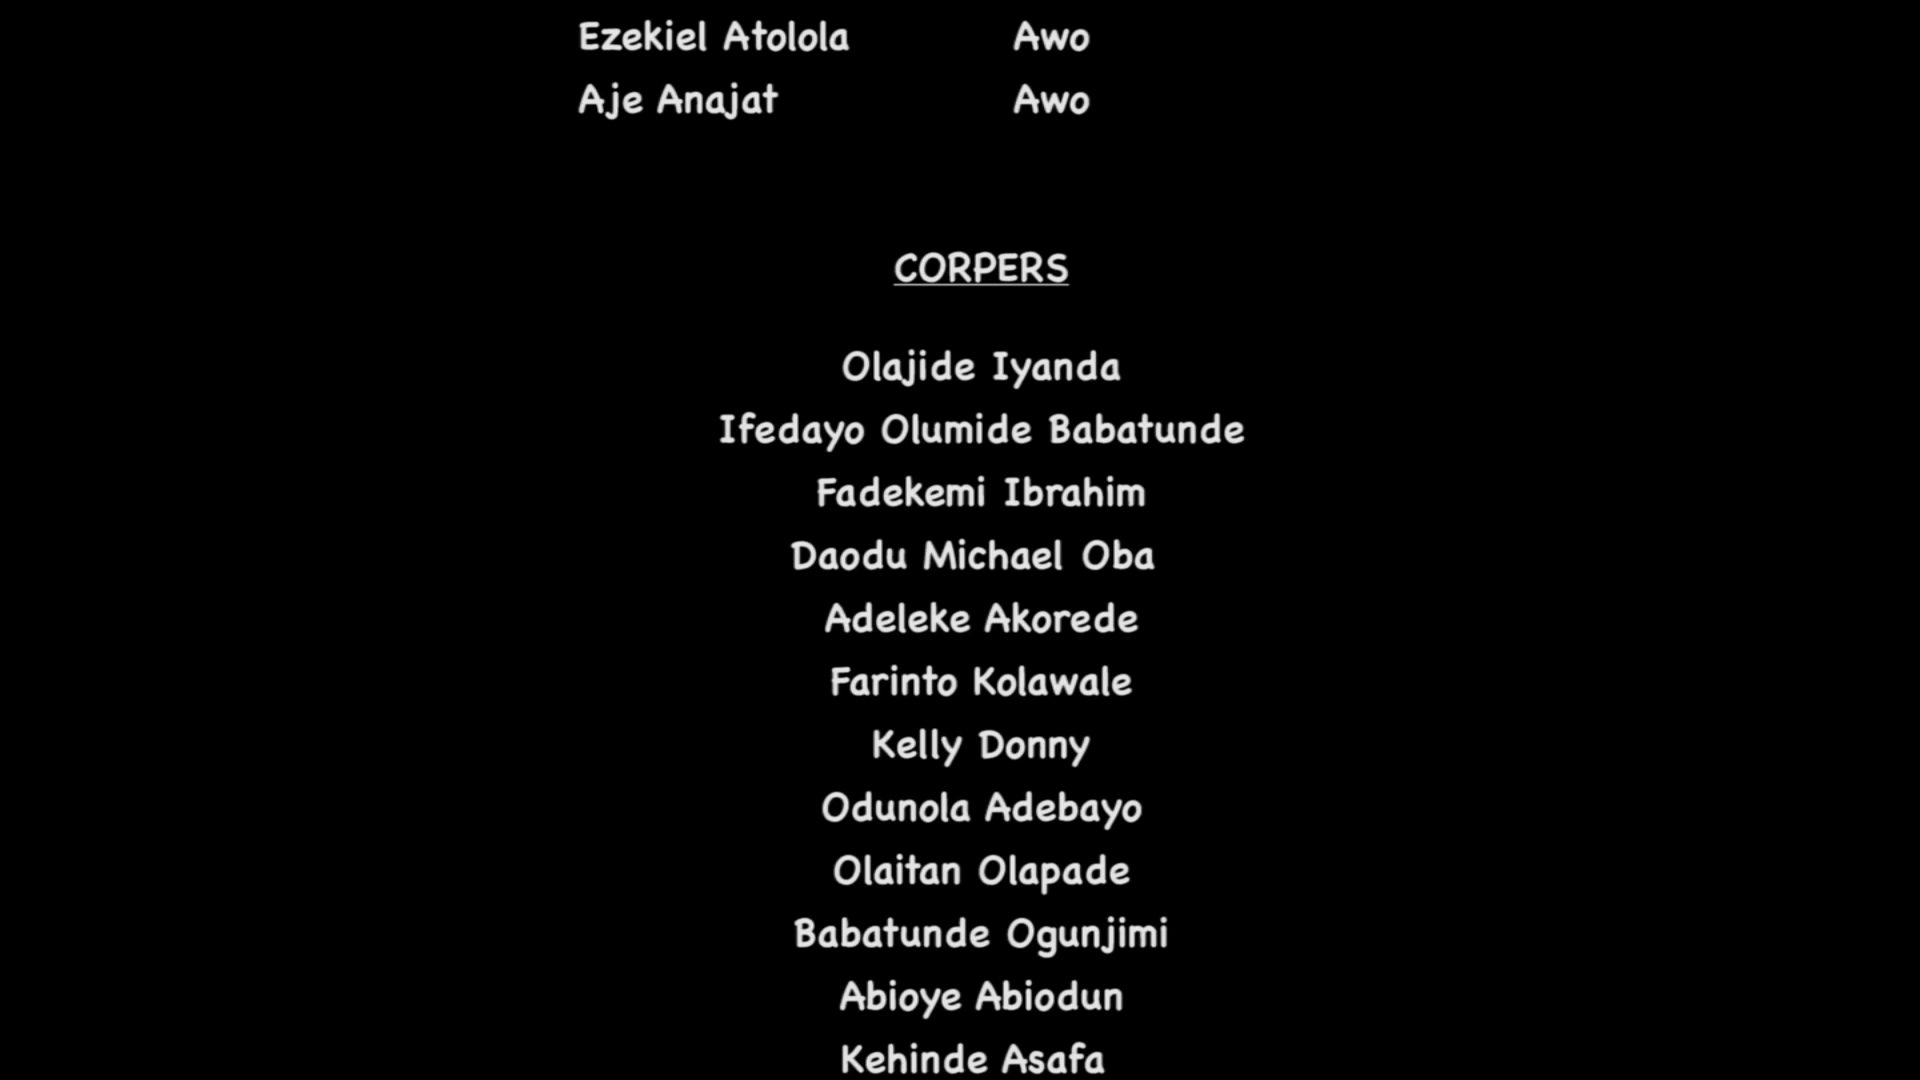 Ezekiel Atolola Awo
Aje Anajat Awo
CORPERS
Olajide Iyanda
Ifedayo Olumide Babatunde
Fadekemi Ibrahim
Daodu Michael Oba
Adeleke Akorede
Farinto Kolawale
Kelly Donny
Odunola Adebayo
Olaitan Olapade
Babatunde Ogunjimi
Abioye Abiodun
Kehinde Asafa